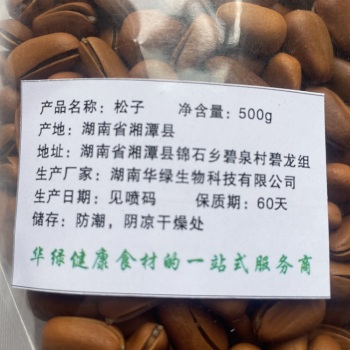 产品名称：松子 净含量：500g
产地：湖南省湘潭县
地址：湖南省湘潭县锦石乡碧泉村碧龙组
生产厂家：湖南华绿生物科技有限公司
生产日期：见喷码 保质期：60天
储存：防潮，阴凉干燥处
华绿健康食材的一站式服务商